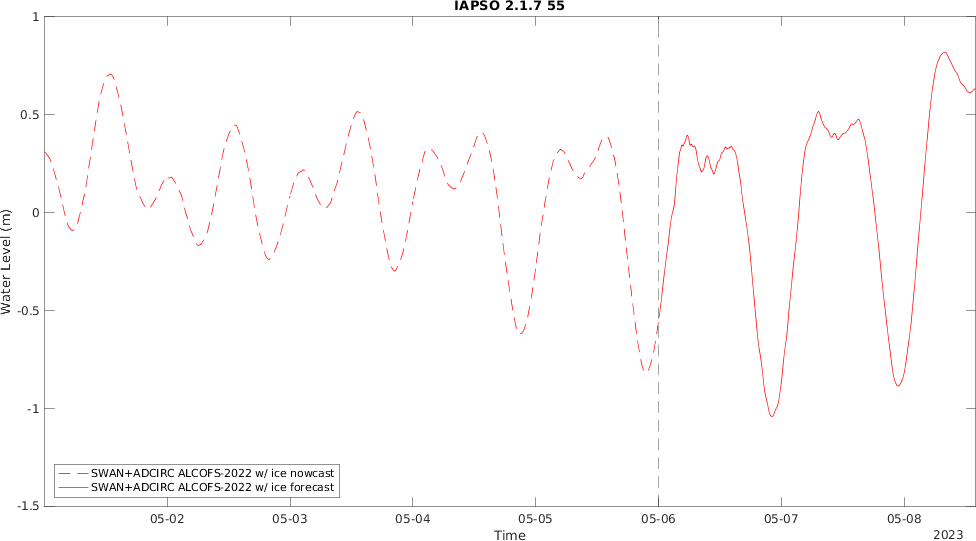 IAPSO 2.1.7 55
1
0.5
0
-0.5
-1
-1.5
Water Level (m)
SWAN+ADCIRC ALCOFS-2022 w/ ice nowcast
SWAN+ADCIRC ALCOFS-2022 w/ ice forecast
05-02 05-03 05-04 05-05 05-06 05-07 05-08
Time
2023